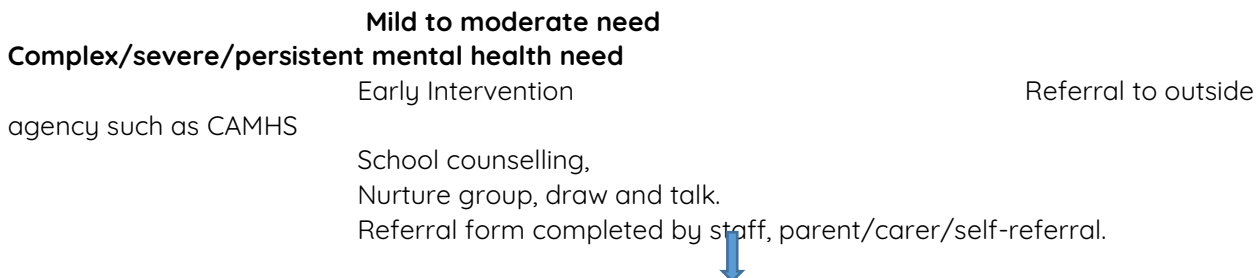 Mild to moderate need
Complex/severe/persistent mental health need
Early Intervention Referral to outside
agency such as CAMHS
School counselling,
Nurture group, draw and talk.
Referral form completed by staff, parent/carer/self-referral.